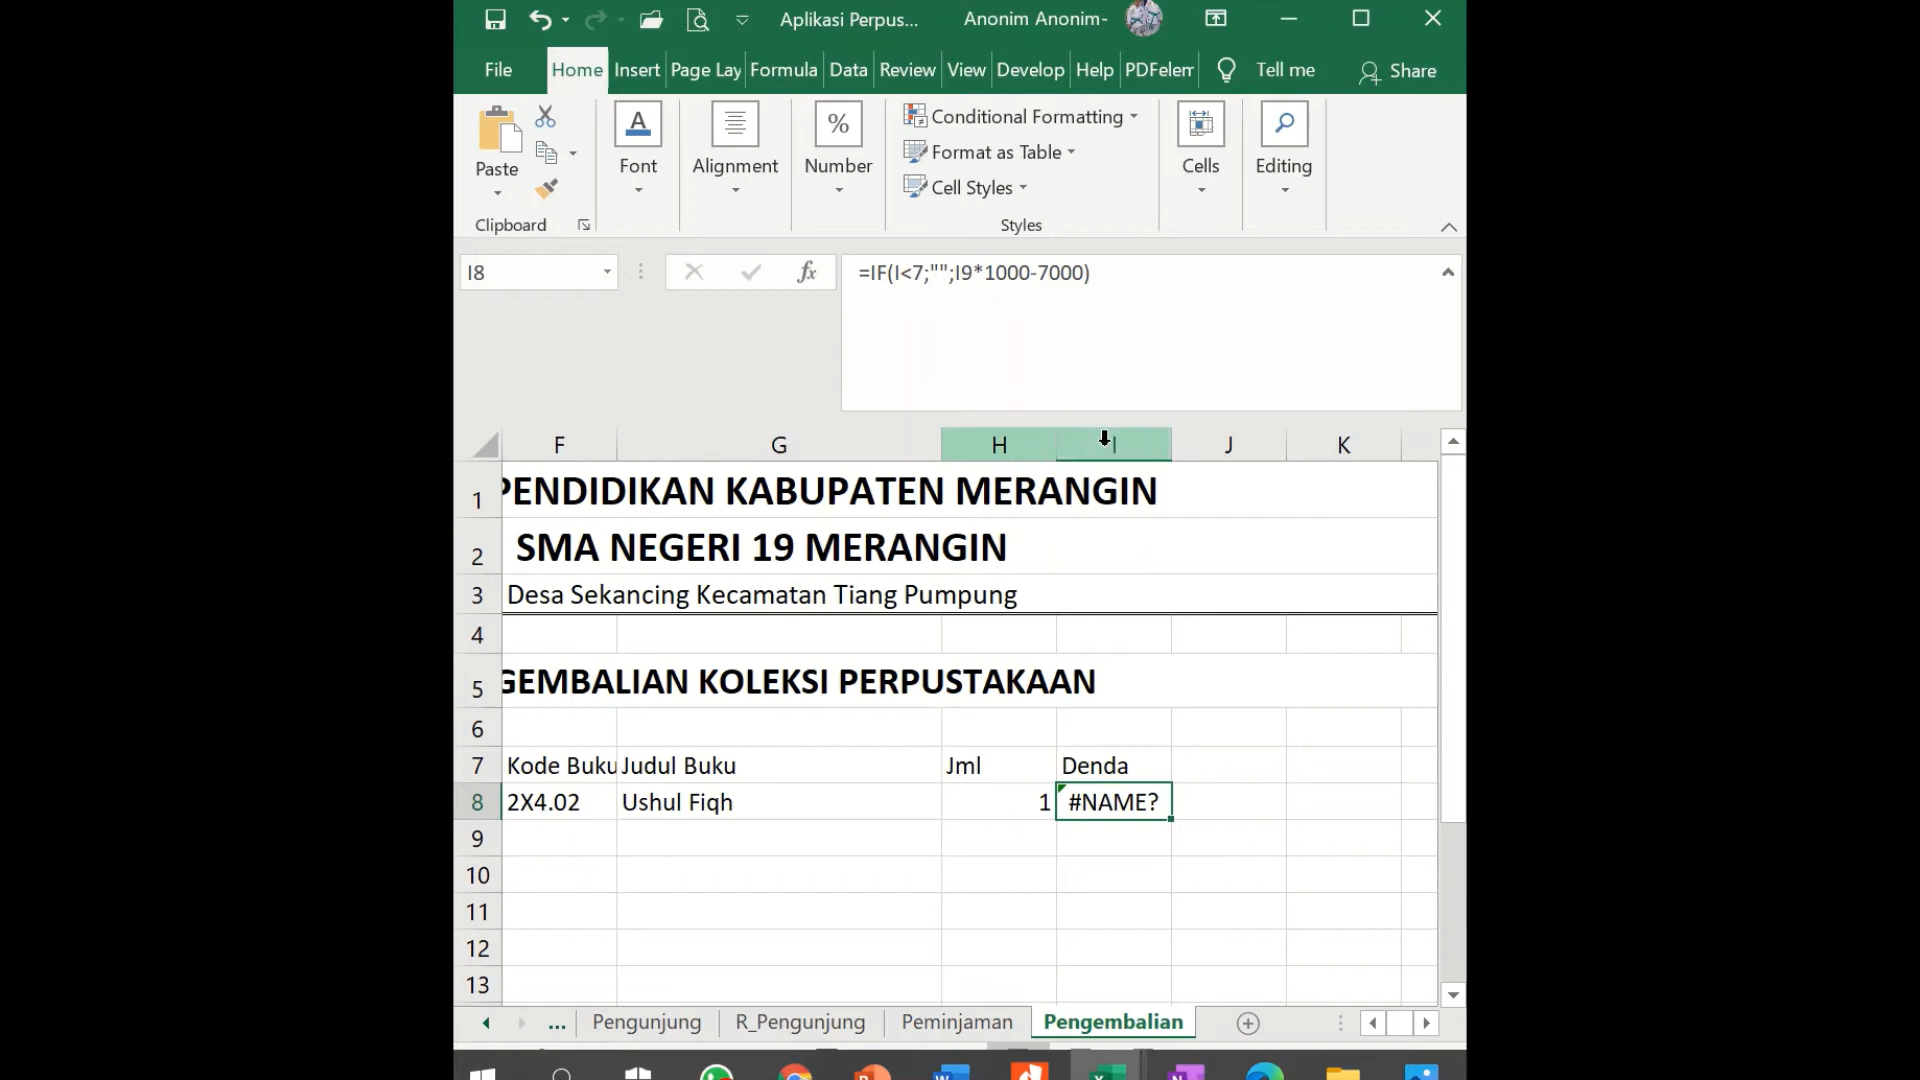 Aplikasi Perpus... Anonim Anonim-
File Home Insert Page Lay Formula Data Review View Develop Help PDFelem Tell me Share
Paste
Clipboard
Font
Alignment
%
Number
Conditional Formatting
Format as Table
Cell Styles
Styles
Cells
Editing
I8 fx =IF(I<7;"";I9*1000-7000)
F G H I J K
1 PENDIDIKAN KABUPATEN MERANGIN
2 SMA NEGERI 19 MERANGIN
3 Desa Sekancing Kecamatan Tiang Pumpung
4
5 GEMBALIAN KOLEKSI PERPUSTAKAAN
6
7 Kode Buku Judul Buku Jml Denda
8 2X4.02 Ushul Fiqh 1 #NAME?
9
10
11
12
13
... Pengunjung R_Pengunjung Peminjaman Pengembalian